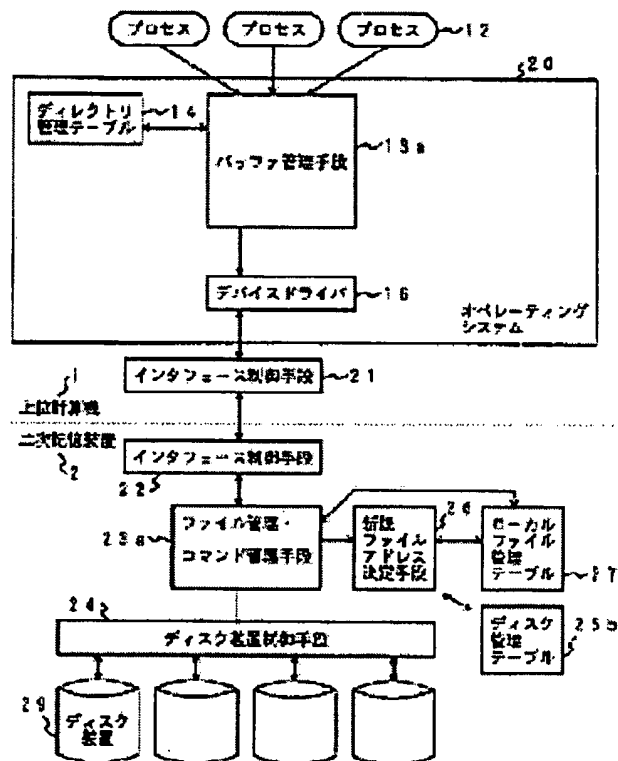 プロセス
プロセス
プロセス
12
20
ディレクトリ
管理テーブル
14
バッファ管理手段
13a
デバイスドライバ
16
オペレーティング
システム
インタフェース制御手段
21
1
上位計算機
二次記憶装置
2
インタフェース制御手段
22
23a
ファイル管理・
コマンド管理手段
新規
ファイル
アドレス
決定手段
26
ローカル
ファイル
管理
テーブル
27
24
ディスク装置制御手段
ディスク
管理
テーブル
25b
29
ディスク
装置